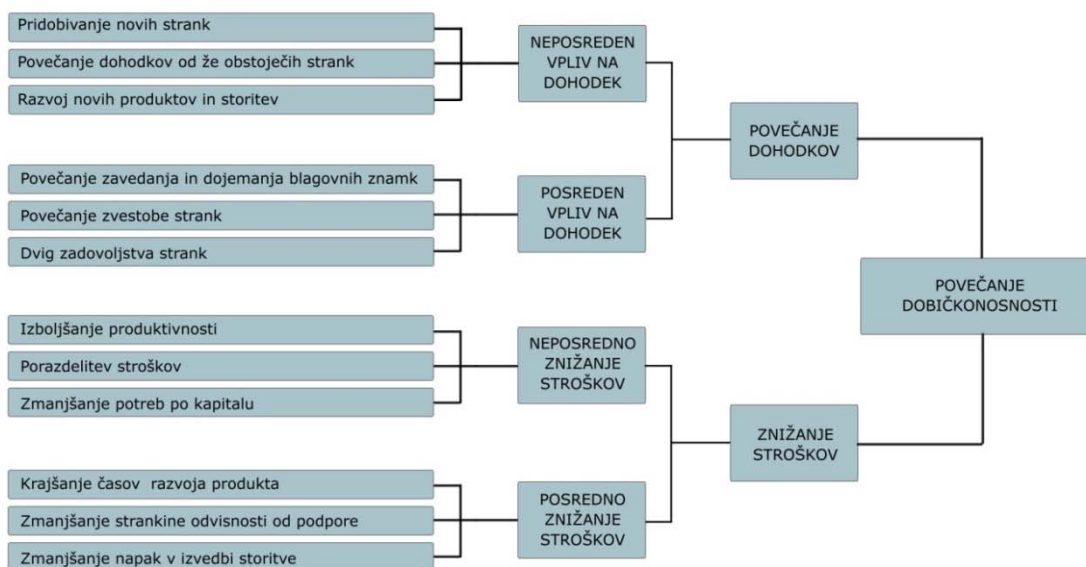 Pridobivanje novih strank
Povečanje dohodkov od že obstoječih strank
Razvoj novih produktov in storitev
NEPOSREDEN
VPLIV NA
DOHODEK
Povečanje zavedanja in dojemanja blagovnih znamk
Povečanje zvestobe strank
Dvig zadovoljstva strank
POSREDEN
VPLIV NA
DOHODEK
POVEČANJE
DOHODKOV
Izboljšanje produktivnosti
Porazdelitev stroškov
Zmanjšanje potreb po kapitalu
NEPOSREDNO
ZNIŽANJE
STROŠKOV
Krajšanje časov razvoja produkta
Zmanjšanje strankine odvisnosti od podpore
Zmanjšanje napak v izvedbi storitve
POSREDNO
ZNIŽANJE
STROŠKOV
ZNIŽANJE
STROŠKOV
POVEČANJE
DOBIČKONOSNOSTI